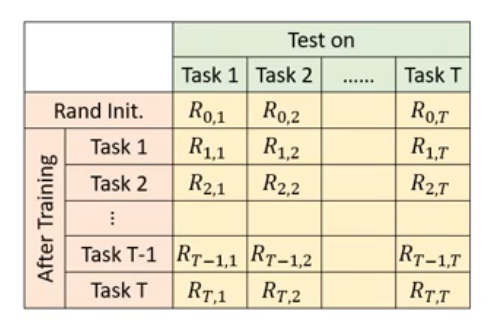 Test on
Task 1 Task 2 ...... Task T
Rand Init. R_{0,1} R_{0,2} R_{0,T}
After Training
Task 1 R_{1,1} R_{1,2} R_{1,T}
Task 2 R_{2,1} R_{2,2} R_{2,T}
⋮
Task T-1 R_{T−1,1} R_{T−1,2} R_{T−1,T}
Task T R_{T,1} R_{T,2} R_{T,T}